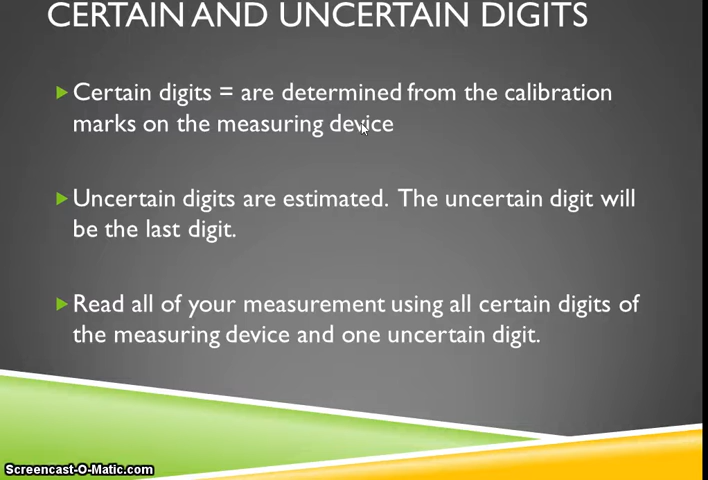 CERTAIN AND UNCERTAIN DIGITS
Certain digits = are determined from the calibration
marks on the measuring device
Uncertain digits are estimated. The uncertain digit will
be the last digit.
Read all of your measurement using all certain digits of
the measuring device and one uncertain digit.
Screencast-O-Matic.com